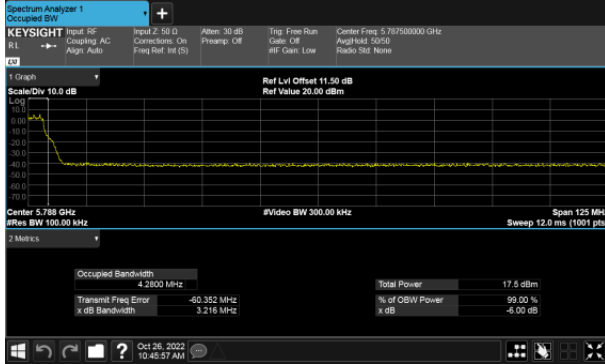 Spectrum Analyzer 1
Occupied BW
+
KEYSIGHT
RL
LXI
Input: RF
Coupling: AC
Align: Auto
Input Z: 50 Ω
Corrections: On
Freq Ref: Int (S)
Atten: 30 dB
Preamp: Off
Trig: Free Run
Gate: Off
#IF Gain: Low
Center Freq: 5.787500000 GHz
Avg|Hold: 50/50
Radio Std: None
1 Graph
Scale/Div 10.0 dB
Ref Lvl Offset 11.50 dB
Ref Value 20.00 dBm
Log
10.0
0.00
-10.0
-20.0
-30.0
-40.0
-50.0
-60.0
-70.0
Center 5.788 GHz
#Res BW 100.00 kHz
#Video BW 300.00 kHz
Span 125 MHz
Sweep 12.0 ms (1001 pts
2 Metrics
Occupied Bandwidth
4.2800 MHz
Transmit Freq Error -60.352 MHz
x dB Bandwidth 3.216 MHz
Total Power 17.5 dBm
% of OBW Power 99.00 %
x dB -6.00 dB
?
Oct 26, 2022
10:45:57 AM